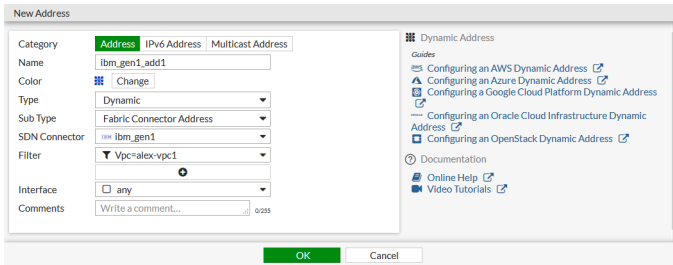 New Address
Category Address IPv6 Address Multicast Address
Name ibm_gen1_add1
Color Change
Type Dynamic
Sub Type Fabric Connector Address
SDN Connector ibm_gen1
Filter Vpc=alex-vpc1
Interface any
Comments Write a comment... 0/255
Dynamic Address
Guides
Configuring an AWS Dynamic Address
Configuring an Azure Dynamic Address
Configuring a Google Cloud Platform Dynamic Address
Configuring an Oracle Cloud Infrastructure Dynamic
Address
Configuring an OpenStack Dynamic Address
Documentation
Online Help
Video Tutorials
OK Cancel